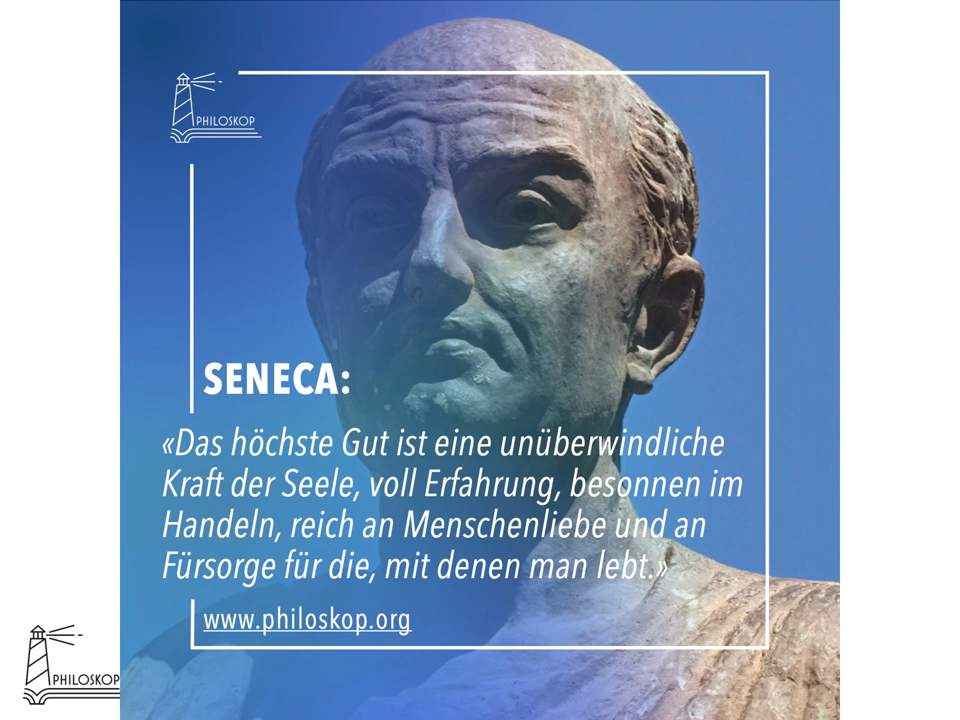 PHILOSKOP
SENECA:
«Das höchste Gut ist eine unüberwindliche
Kraft der Seele, voll Erfahrung, besonnen im
Handeln, reich an Menschenliebe und an
Fürsorge für die, mit denen man lebt.»
www.philoskop.org
PHILOSKOP